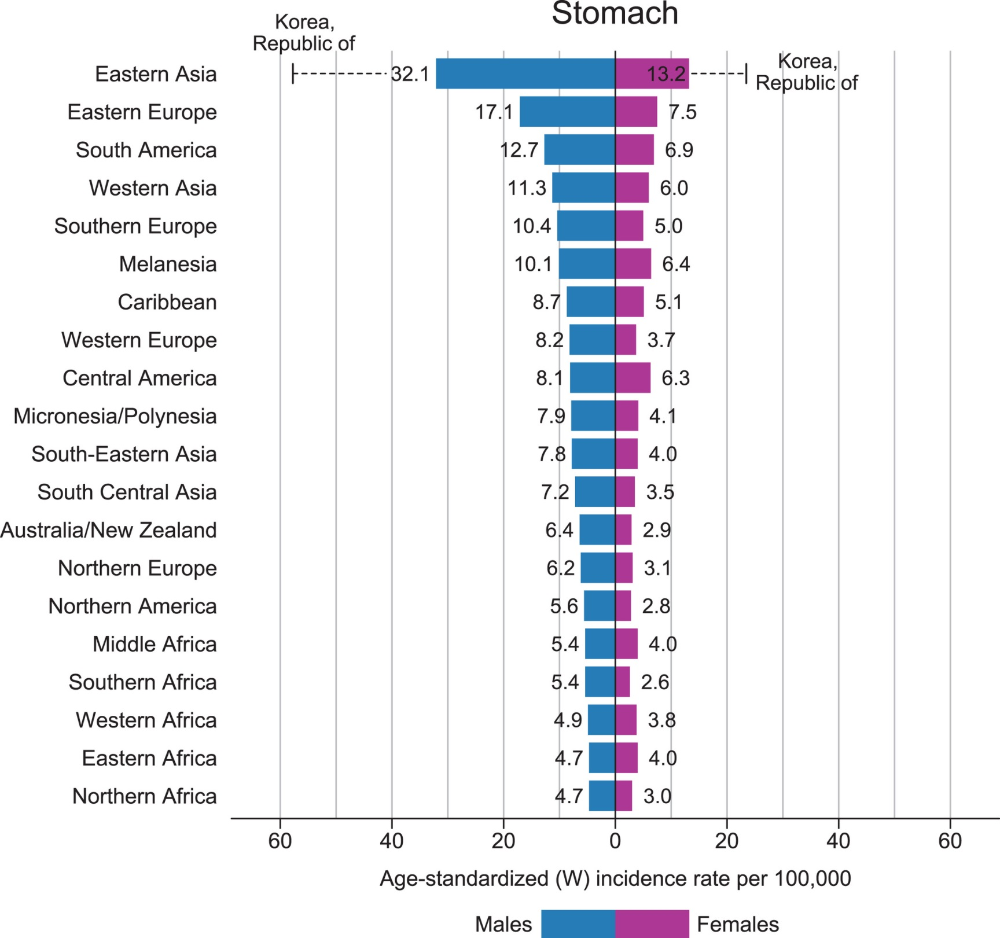 Stomach
Korea,
Republic of
Korea,
Republic of
Eastern Asia 32.1 13.2
Eastern Europe 17.1 7.5
South America 12.7 6.9
Western Asia 11.3 6.0
Southern Europe 10.4 5.0
Melanesia 10.1 6.4
Caribbean 8.7 5.1
Western Europe 8.2 3.7
Central America 8.1 6.3
Micronesia/Polynesia 7.9 4.1
South-Eastern Asia 7.8 4.0
South Central Asia 7.2 3.5
Australia/New Zealand 6.4 2.9
Northern Europe 6.2 3.1
Northern America 5.6 2.8
Middle Africa 5.4 4.0
Southern Africa 5.4 2.6
Western Africa 4.9 3.8
Eastern Africa 4.7 4.0
Northern Africa 4.7 3.0
60 40 20 0 20 40 60
Age-standardized (W) incidence rate per 100,000
Males Females